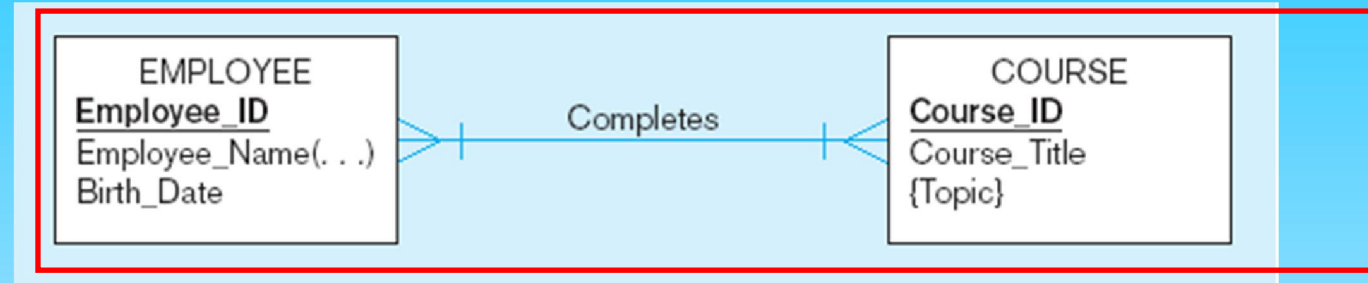 EMPLOYEE
Employee_ID
Employee_Name(. . .)
Birth_Date
Completes
COURSE
Course_ID
Course_Title
{Topic}